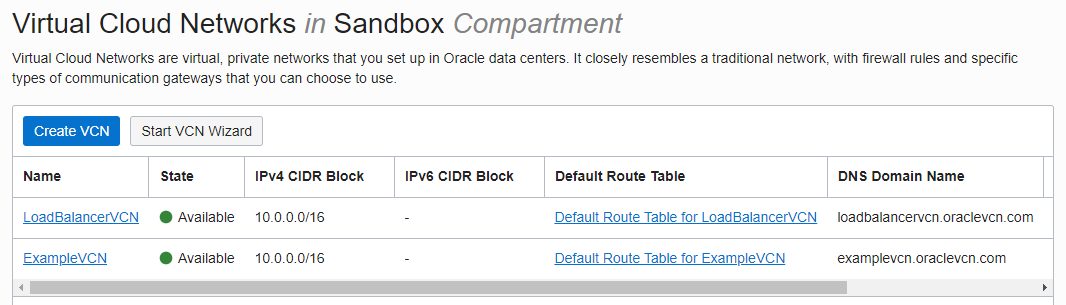 Virtual Cloud Networks in Sandbox Compartment
Virtual Cloud Networks are virtual, private networks that you set up in Oracle data centers. It closely resembles a traditional network, with firewall rules and specific
types of communication gateways that you can choose to use.
Create VCN Start VCN Wizard
Name State IPv4 CIDR Block IPv6 CIDR Block Default Route Table DNS Domain Name
LoadBalancerVCN Available 10.0.0.0/16 - Default Route Table for LoadBalancerVCN loadbalancervcn.oraclevcn.com
ExampleVCN Available 10.0.0.0/16 - Default Route Table for ExampleVCN examplevcn.oraclevcn.com